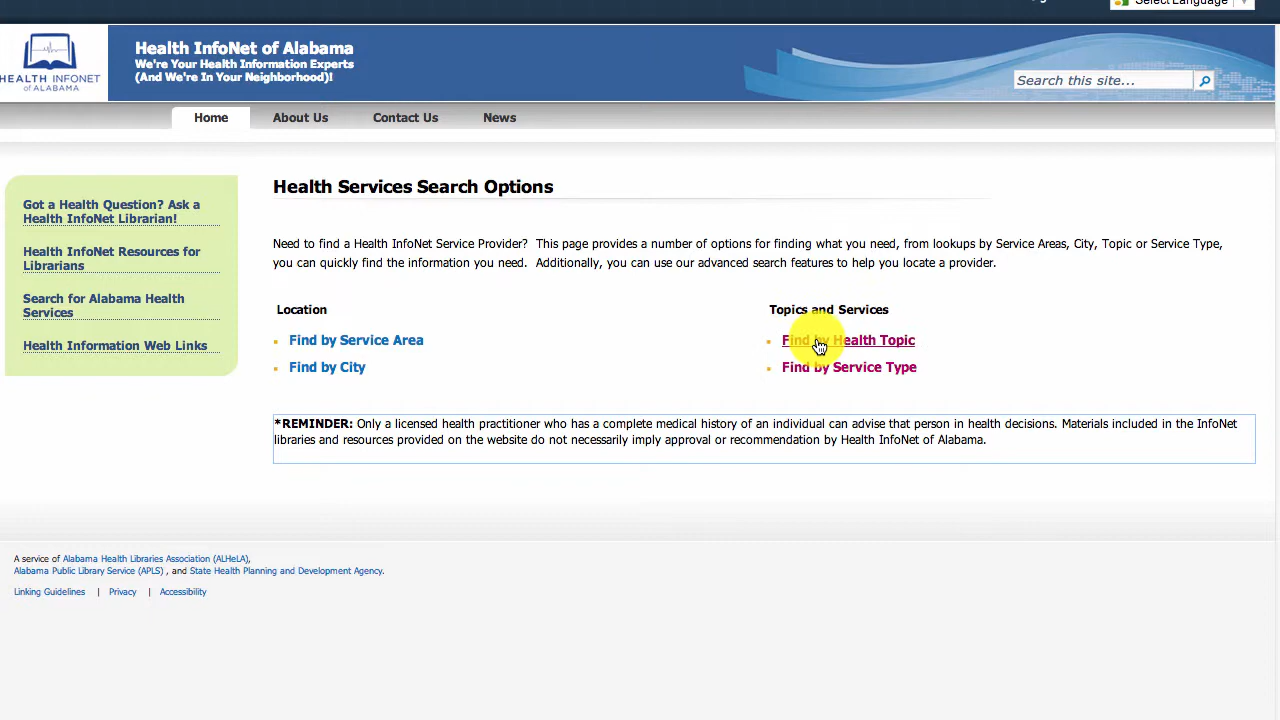 Select Language
HEALTH INFONET
of ALABAMA
Health InfoNet of Alabama
We're Your Health Information Experts
(And We're In Your Neighborhood)!
Search this site...
Home
About Us
Contact Us
News
Got a Health Question? Ask a
Health InfoNet Librarian!
Health InfoNet Resources for
Librarians
Search for Alabama Health
Services
Health Information Web Links
Health Services Search Options
Need to find a Health InfoNet Service Provider? This page provides a number of options for finding what you need, from lookups by Service Areas, City, Topic or Service Type,
you can quickly find the information you need. Additionally, you can use our advanced search features to help you locate a provider.
Location
Find by Service Area
Find by City
Topics and Services
Find by Health Topic
Find by Service Type
*REMINDER: Only a licensed health practitioner who has a complete medical history of an individual can advise that person in health decisions. Materials included in the InfoNet
libraries and resources provided on the website do not necessarily imply approval or recommendation by Health InfoNet of Alabama.
A service of Alabama Health Libraries Association (ALHeLA),
Alabama Public Library Service (APLS) , and State Health Planning and Development Agency.
Linking Guidelines | Privacy | Accessibility